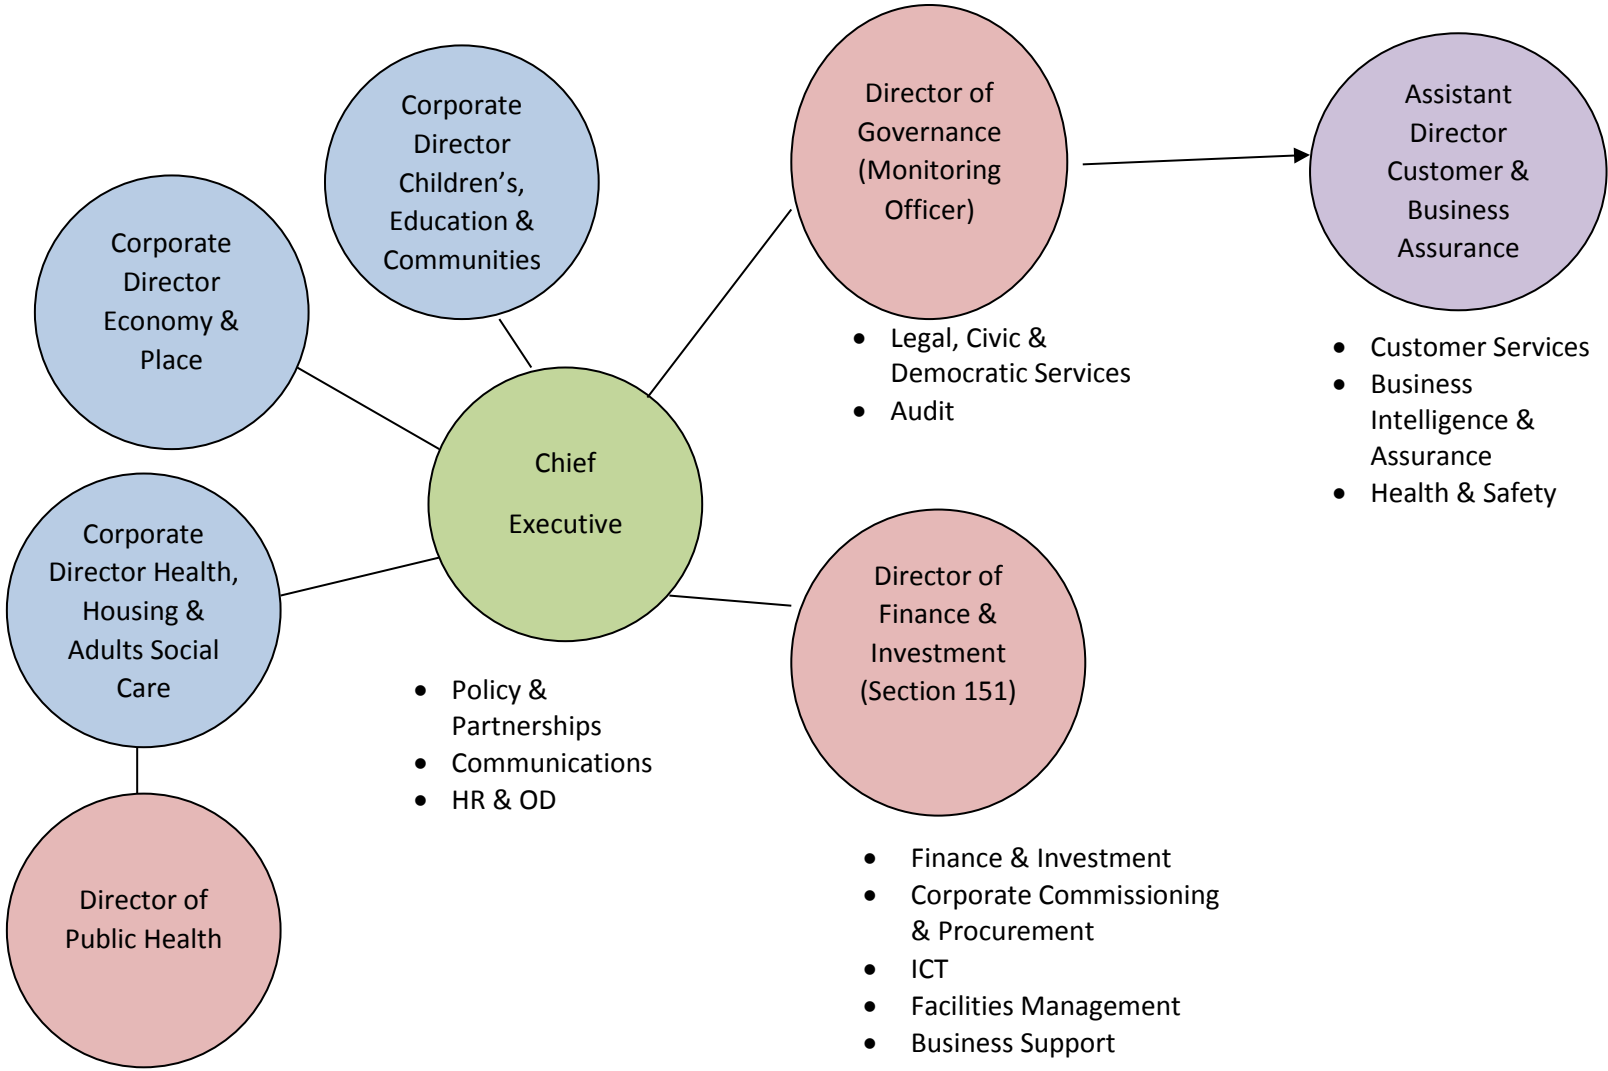 Corporate
Director
Children’s,
Education &
Communities
Director of
Governance
(Monitoring
Officer)
Assistant
Director
Customer &
Business
Assurance
Corporate
Director
Economy &
Place
• Legal, Civic &
Democratic Services
• Audit
• Customer Services
• Business
Intelligence &
Assurance
• Health & Safety
Chief
Executive
Corporate
Director Health,
Housing &
Adults Social
Care
Director of
Finance &
Investment
(Section 151)
• Policy &
Partnerships
• Communications
• HR & OD
Director of
Public Health
• Finance & Investment
• Corporate Commissioning
& Procurement
• ICT
• Facilities Management
• Business Support